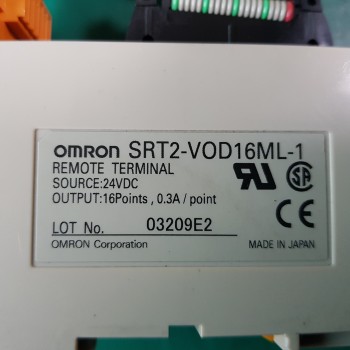 OMRON SRT2-VOD16ML-1
REMOTE TERMINAL
SOURCE:24VDC
OUTPUT:16Points, 0.3A / point
LOT No. 03209E2
OMRON Corporation MADE IN JAPAN